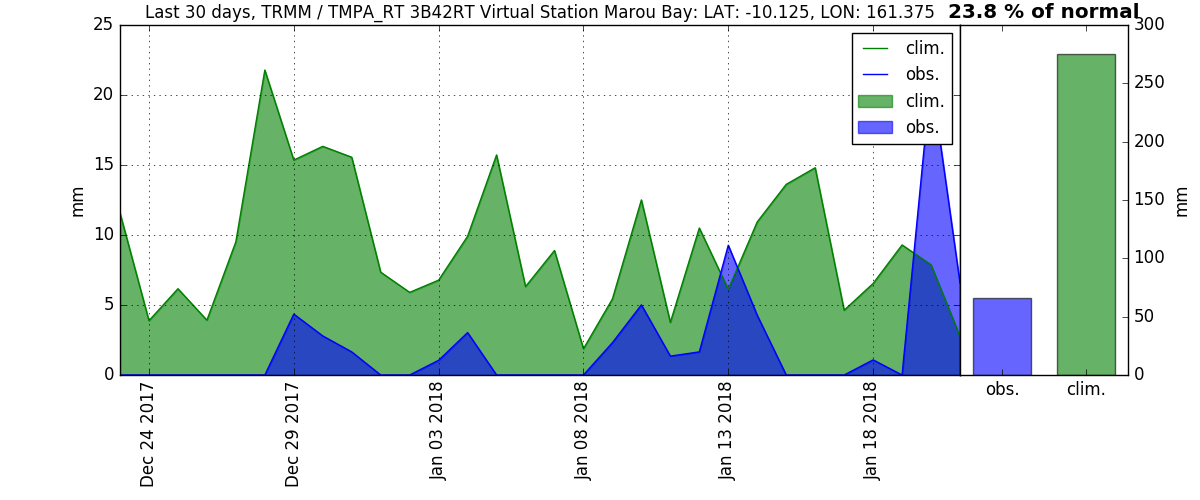 Last 30 days, TRMM / TMPA_RT 3B42RT Virtual Station Marou Bay: LAT: -10.125, LON: 161.375 23.8 % of normal
25
20
15
10
5
0
mm
clim.
obs.
clim.
obs.
300
250
200
150
100
50
0
mm
Dec 24 2017
Dec 29 2017
Jan 03 2018
Jan 08 2018
Jan 13 2018
Jan 18 2018
obs. clim.